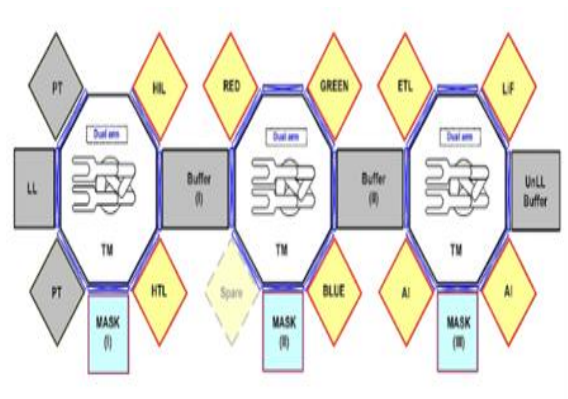 PT
HIL
RED
GREEN
ETL
LiF
Dual arm
Dual arm
Dual arm
LL
Buffer
(I)
Buffer
(II)
UnLL
Buffer
TM
TM
TM
PT
HTL
Spare
BLUE
Al
Al
MASK
(I)
MASK
(II)
MASK
(III)